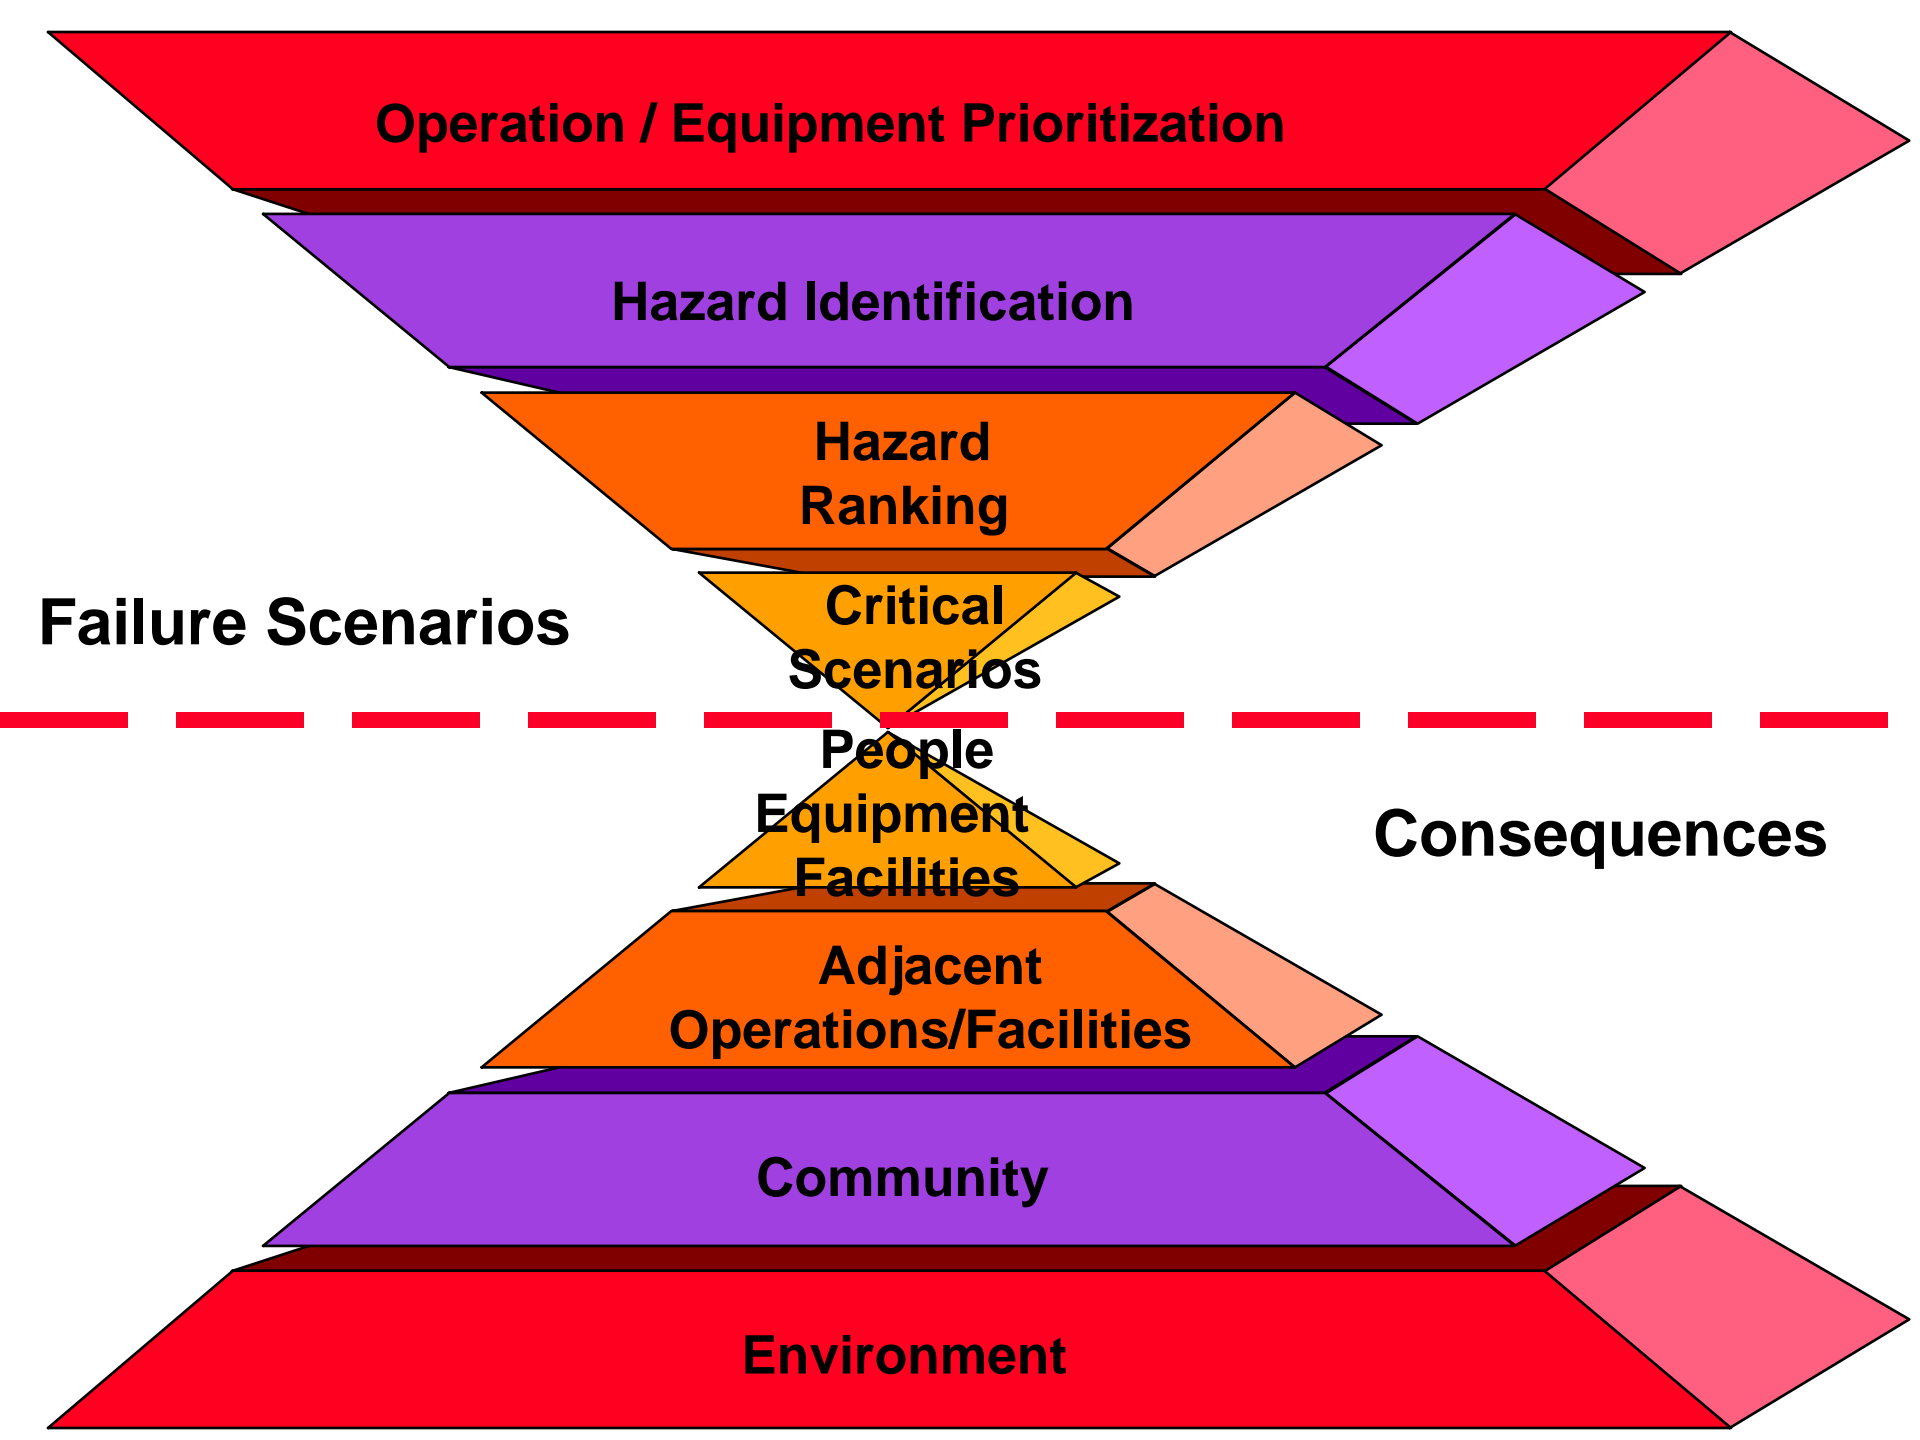 Operation / Equipment Prioritization
Hazard Identification
Hazard
Ranking
Critical
Scenarios
Failure Scenarios
People
Equipment
Facilities
Consequences
Adjacent
Operations/Facilities
Community
Environment